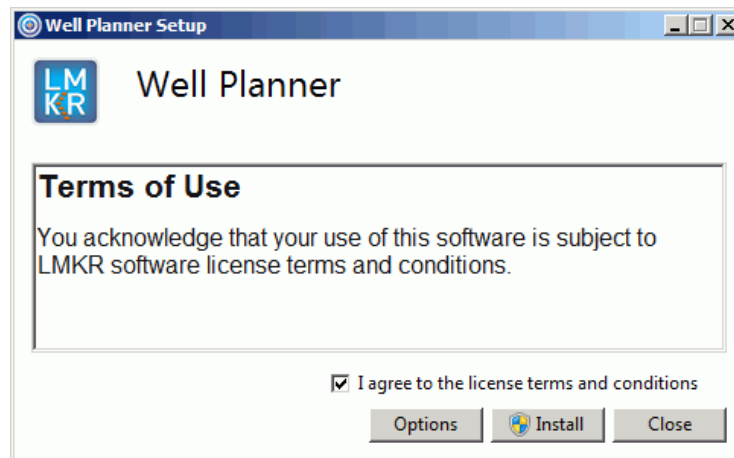 Well Planner Setup
LM
KR
Well Planner
Terms of Use
You acknowledge that your use of this software is subject to
LMKR software license terms and conditions.
I agree to the license terms and conditions
Options Install Close